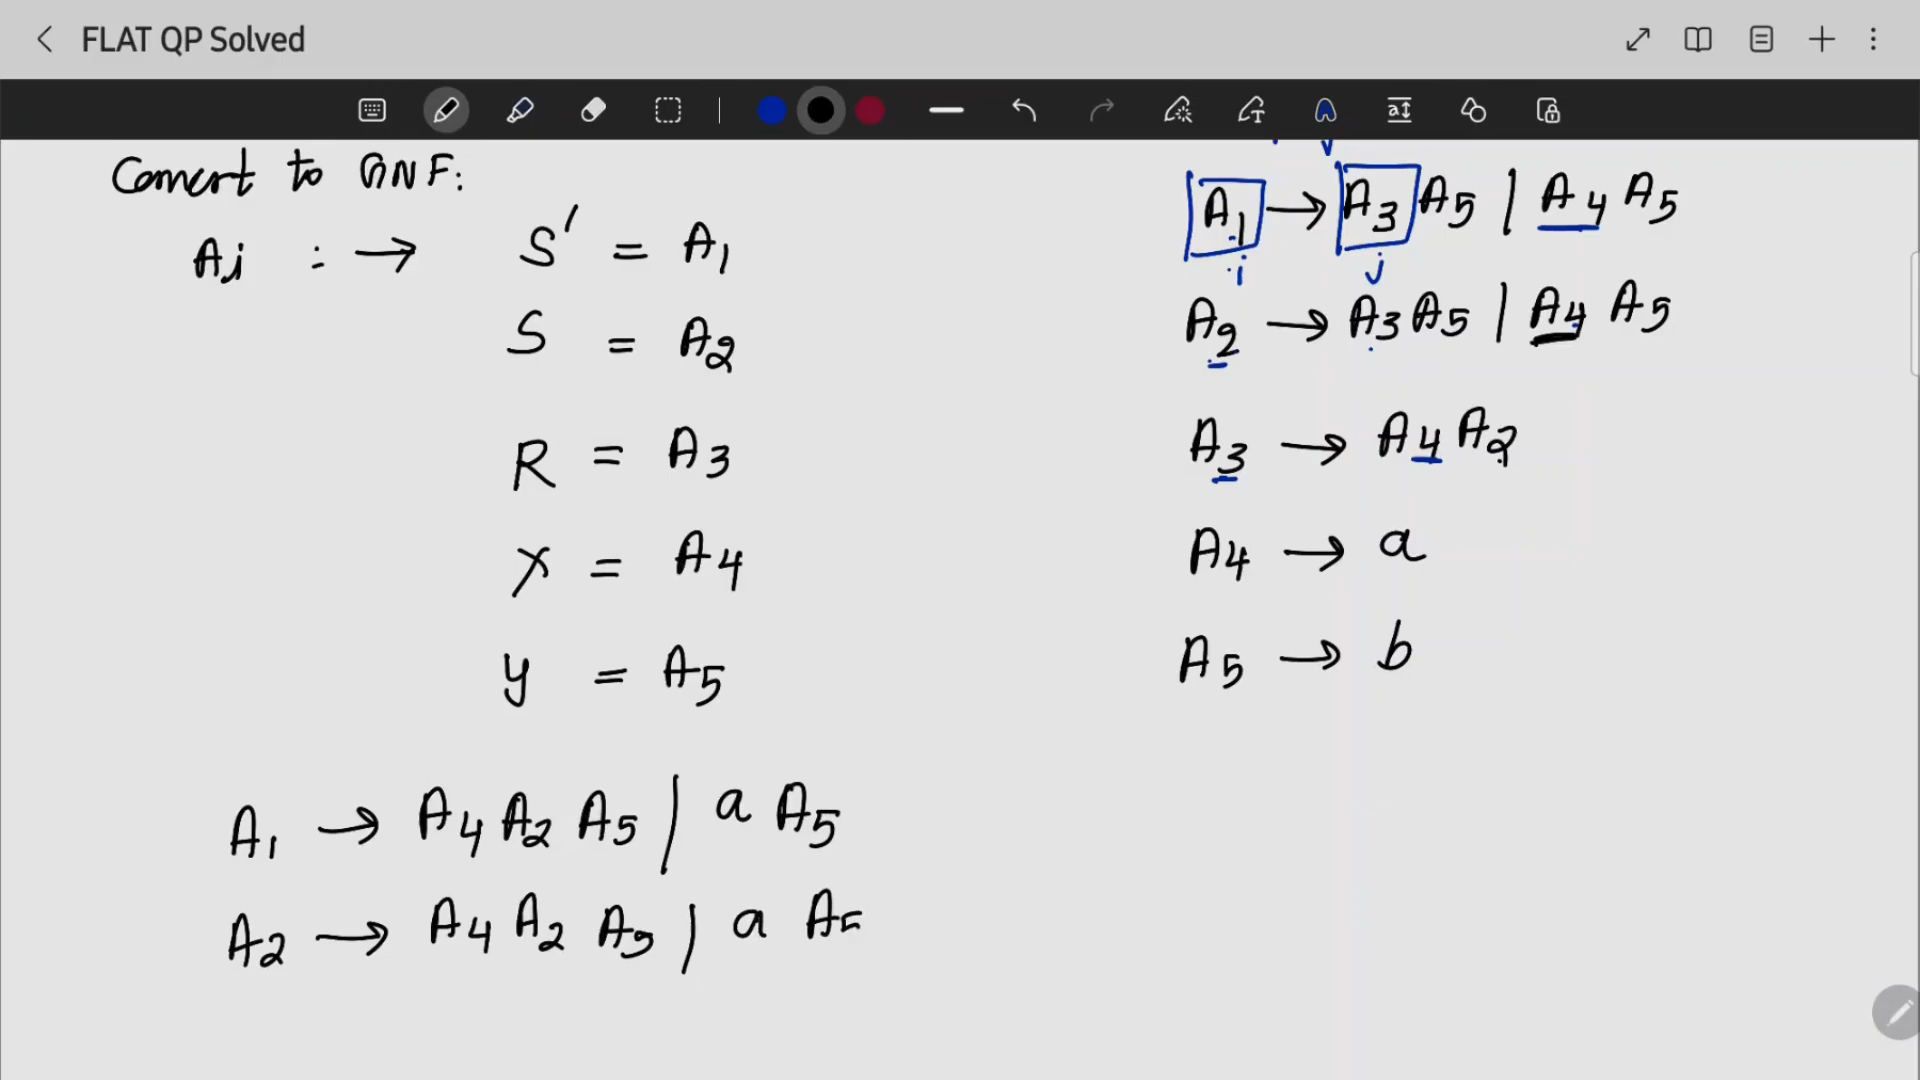 FLAT QP Solved
Convert to GNF:
Ai : → S' = A1
S = A2
R = A3
X = A4
y = A5
A1 → A4 A2 A5 | a A5
A2 → A4 A2 A5 | a A5
A1 → A3 A5 | A4 A5
i j
A2 → A3 A5 | A4 A5
A3 → A4 A2
A4 → a
A5 → b